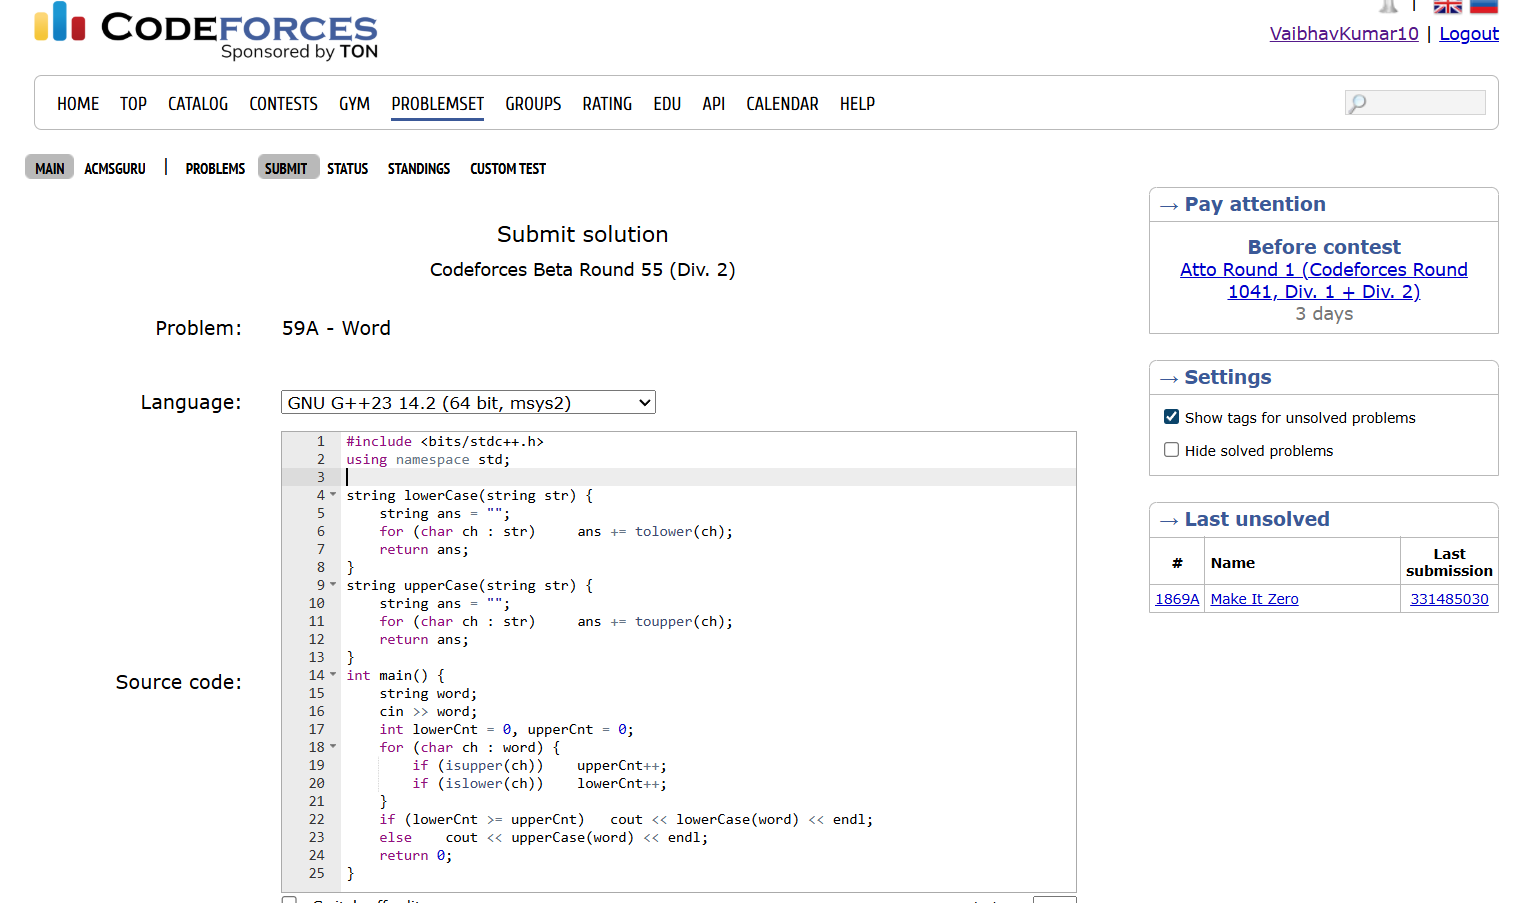 CODEFORCES
Sponsored by TON
VaibhavKumar10 | Logout
HOME TOP CATALOG CONTESTS GYM PROBLEMSET GROUPS RATING EDU API CALENDAR HELP
MAIN ACMSGURU | PROBLEMS SUBMIT STATUS STANDINGS CUSTOM TEST
Submit solution
Codeforces Beta Round 55 (Div. 2)
Problem: 59A - Word
Language: GNU G++23 14.2 (64 bit, msys2)
Source code:
1 #include <bits/stdc++.h>
2 using namespace std;
3
4 string lowerCase(string str) {
5     string ans = "";
6     for (char ch : str)     ans += tolower(ch);
7     return ans;
8 }
9 string upperCase(string str) {
10     string ans = "";
11     for (char ch : str)     ans += toupper(ch);
12     return ans;
13 }
14 int main() {
15     string word;
16     cin >> word;
17     int lowerCnt = 0, upperCnt = 0;
18     for (char ch : word) {
19         if (isupper(ch))    upperCnt++;
20         if (islower(ch))    lowerCnt++;
21     }
22     if (lowerCnt >= upperCnt)   cout << lowerCase(word) << endl;
23     else    cout << upperCase(word) << endl;
24     return 0;
25 }
→ Pay attention
Before contest
Atto Round 1 (Codeforces Round
1041, Div. 1 + Div. 2)
3 days
→ Settings
Show tags for unsolved problems
Hide solved problems
→ Last unsolved
# Name Last
submission
1869A Make It Zero 331485030